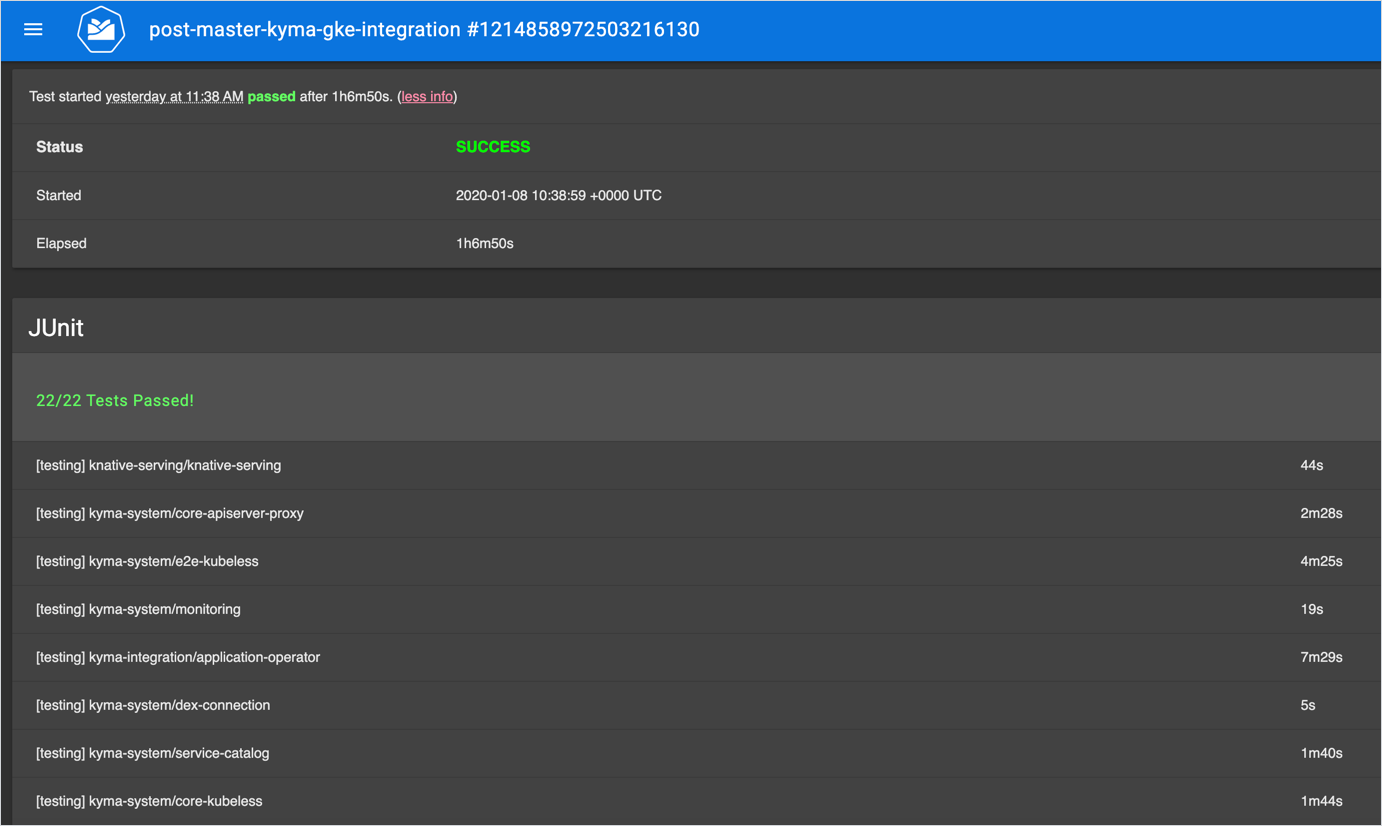 post-master-kyma-gke-integration #1214858972503216130
Test started yesterday at 11:38 AM passed after 1h6m50s. (less info)
Status SUCCESS
Started 2020-01-08 10:38:59 +0000 UTC
Elapsed 1h6m50s
JUnit
22/22 Tests Passed!
[testing] knative-serving/knative-serving 44s
[testing] kyma-system/core-apiserver-proxy 2m28s
[testing] kyma-system/e2e-kubeless 4m25s
[testing] kyma-system/monitoring 19s
[testing] kyma-integration/application-operator 7m29s
[testing] kyma-system/dex-connection 5s
[testing] kyma-system/service-catalog 1m40s
[testing] kyma-system/core-kubeless 1m44s